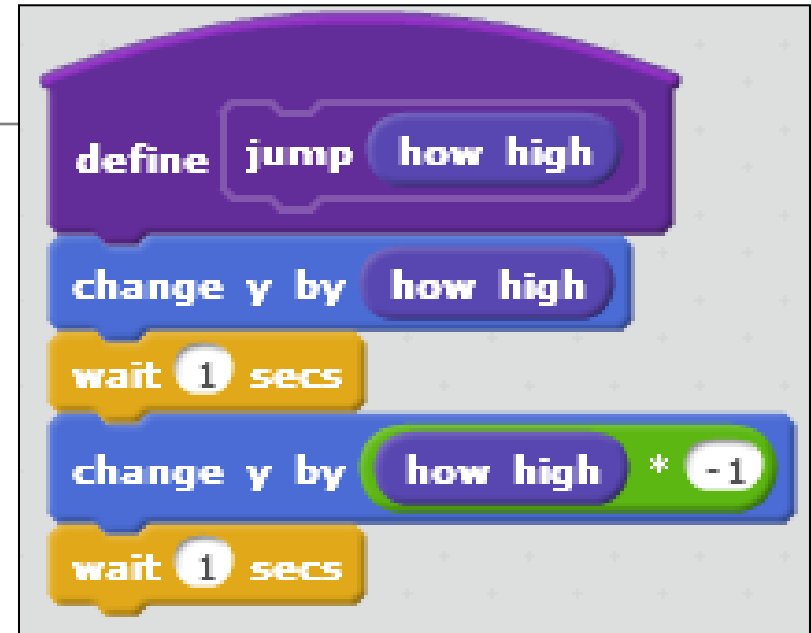 define jump how high
change y by how high
wait 1 secs
change y by how high * -1
wait 1 secs